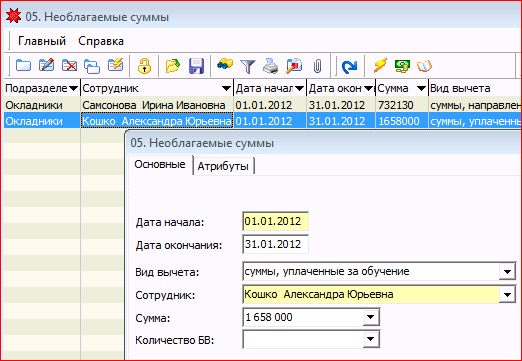 05. Необлагаемые суммы
Главный Справка
Подразделе Сотрудник Дата начал Дата окон Сумма Вид вычета
Окладники Самсонова Ирина Ивановна 01.01.2012 31.01.2012 732130 суммы, направлен
Окладники Кошко Александра Юрьевна 01.01.2012 31.01.2012 1658000 суммы, уплаченны
05. Необлагаемые суммы
Основные Атрибуты
Дата начала: 01.01.2012
Дата окончания: 31.01.2012
Вид вычета: суммы, уплаченные за обучение
Сотрудник: Кошко Александра Юрьевна
Сумма: 1 658 000
Количество БВ: